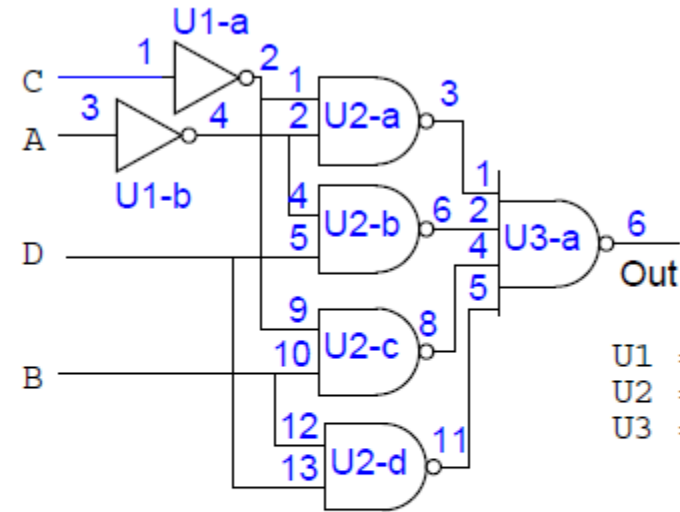 U1-a
1 2
C
3 4
A
U1-b
1 3
2 U2-a
4 6
5 U2-b
D
1
2
4 U3-a 6
5
Out
9 8
10 U2-c
B
12 11
13 U2-d
U1 =
U2 =
U3 =